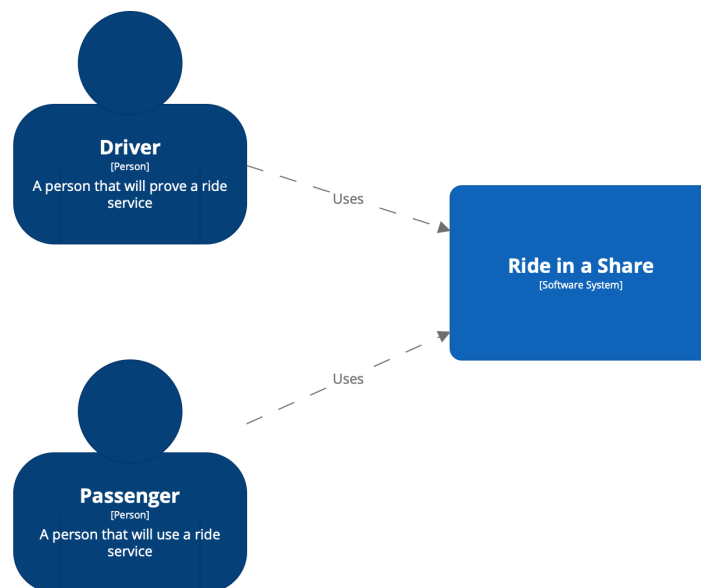 Driver
[Person]
A person that will prove a ride
service
Uses
Ride in a Share
[Software System]
Uses
Passenger
[Person]
A person that will use a ride
service